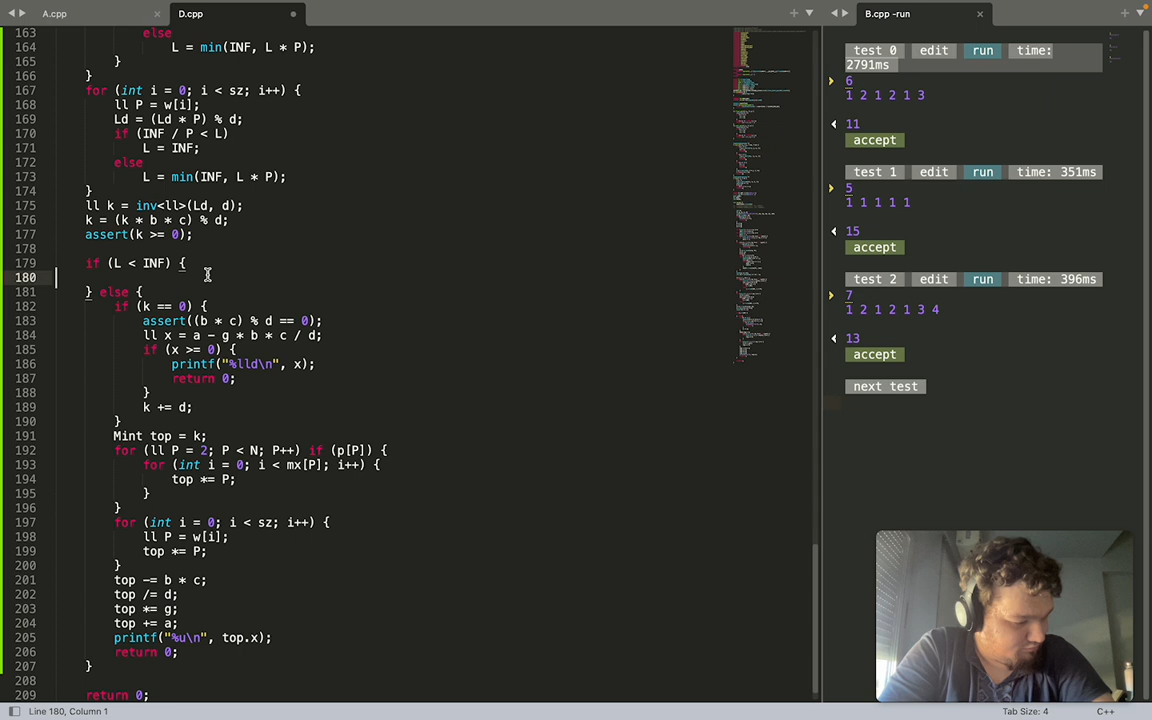 A.cpp
D.cpp
B.cpp -run
163 else
164 L = min(INF, L * P);
165 }
166 }
167 for (int i = 0; i < sz; i++) {
168 ll P = w[i];
169 Ld = (Ld * P) % d;
170 if (INF / P < L)
171 L = INF;
172 else
173 L = min(INF, L * P);
174 }
175 ll k = inv<ll>(Ld, d);
176 k = (k * b * c) % d;
177 assert(k >= 0);
178
179 if (L < INF) {
180
181 } else {
182 if (k == 0) {
183 assert((b * c) % d == 0);
184 ll x = a - g * b * c / d;
185 if (x >= 0) {
186 printf("%lld\n", x);
187 return 0;
188 }
189 k += d;
190 }
191 Mint top = k;
192 for (ll P = 2; P < N; P++) if (p[P]) {
193 for (int i = 0; i < mx[P]; i++) {
194 top *= P;
195 }
196 }
197 for (int i = 0; i < sz; i++) {
198 ll P = w[i];
199 top *= P;
200 }
201 top -= b * c;
202 top /= d;
203 top *= g;
204 top += a;
205 printf("%u\n", top.x);
206 return 0;
207 }
208
209 return 0;
test 0 edit run time:
2791ms
6
1 2 1 2 1 3
11
accept
test 1 edit run time: 351ms
5
1 1 1 1 1
15
accept
test 2 edit run time: 396ms
7
1 2 1 2 1 3 4
13
accept
next test
Line 180, Column 1
Tab Size: 4
C++